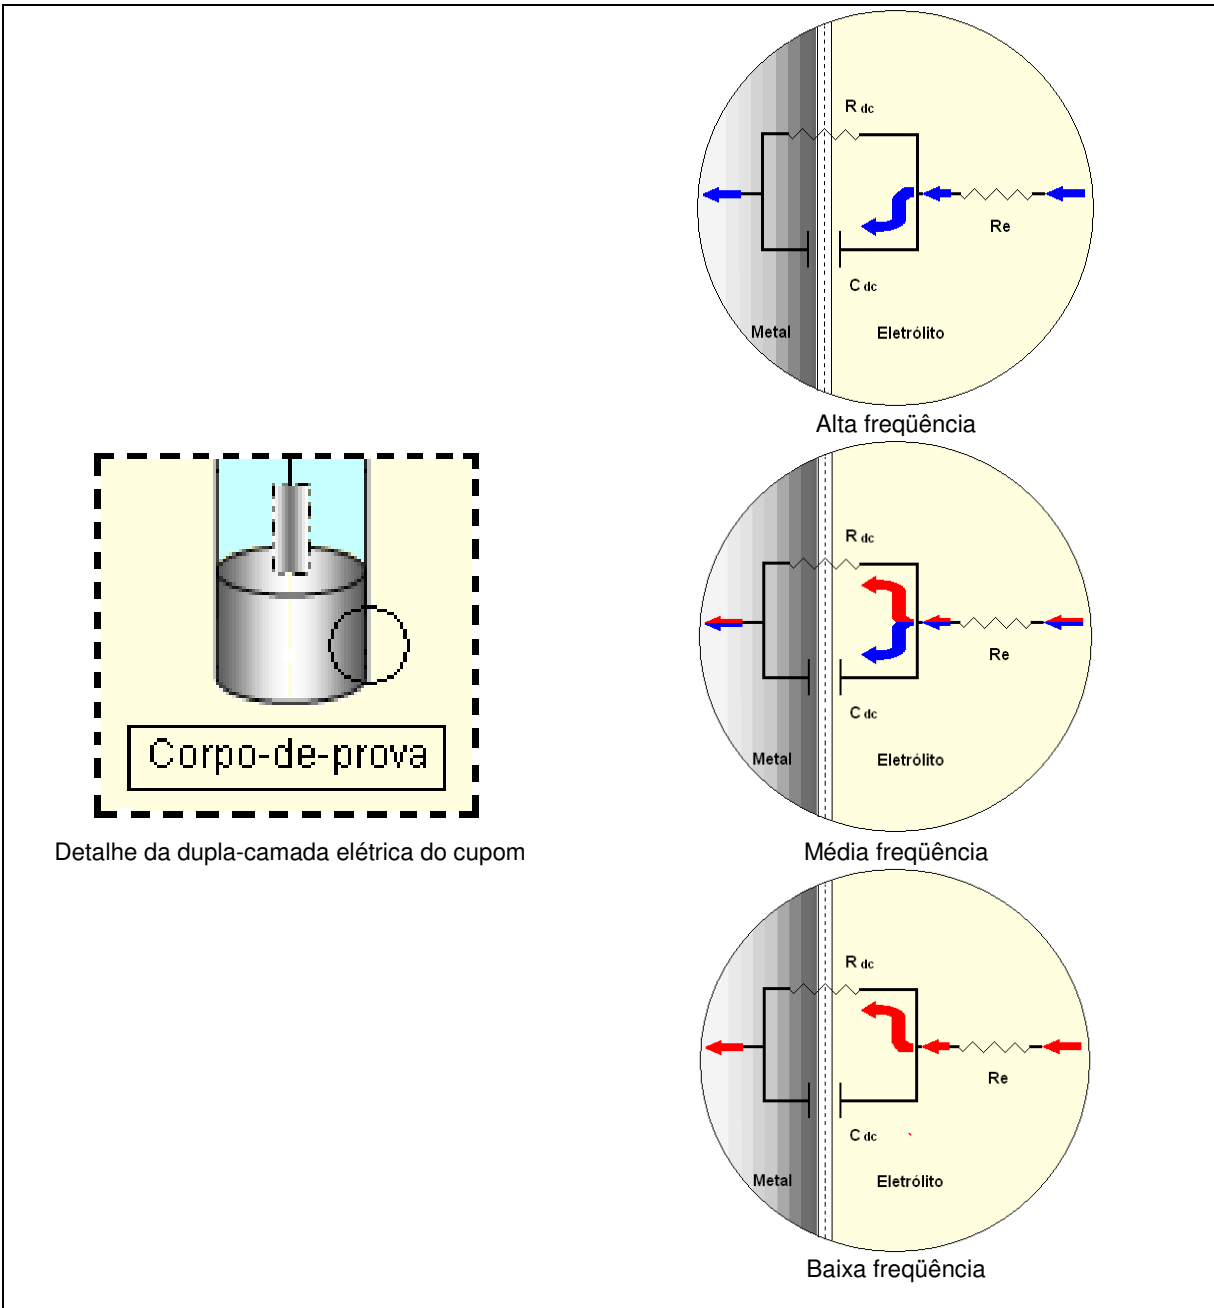 R dc
Re
C dc
Metal
Eletrólito
Alta freqüência
Corpo-de-prova
Detalhe da dupla-camada elétrica do cupom
R dc
Re
C dc
Metal
Eletrólito
Média freqüência
R dc
Re
C dc
Metal
Eletrólito
Baixa freqüência